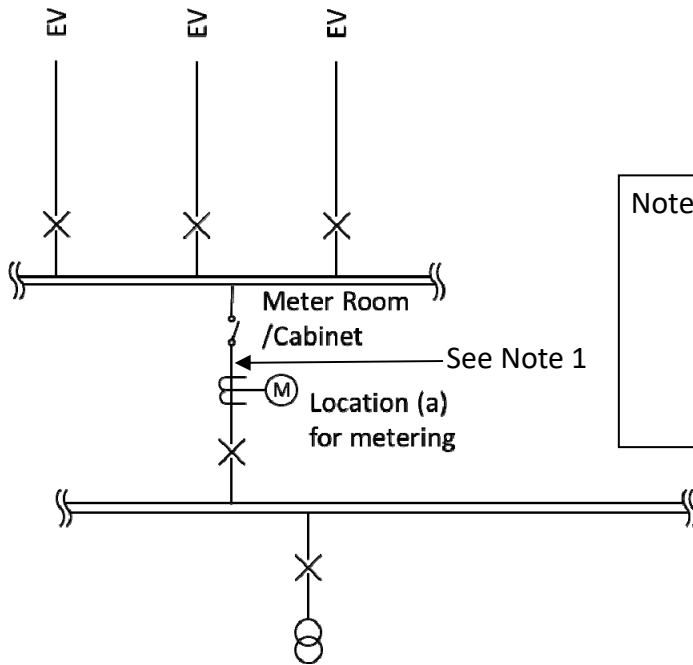 EV
EV
EV
Note
Meter Room
/Cabinet
See Note 1
M
Location (a)
for metering